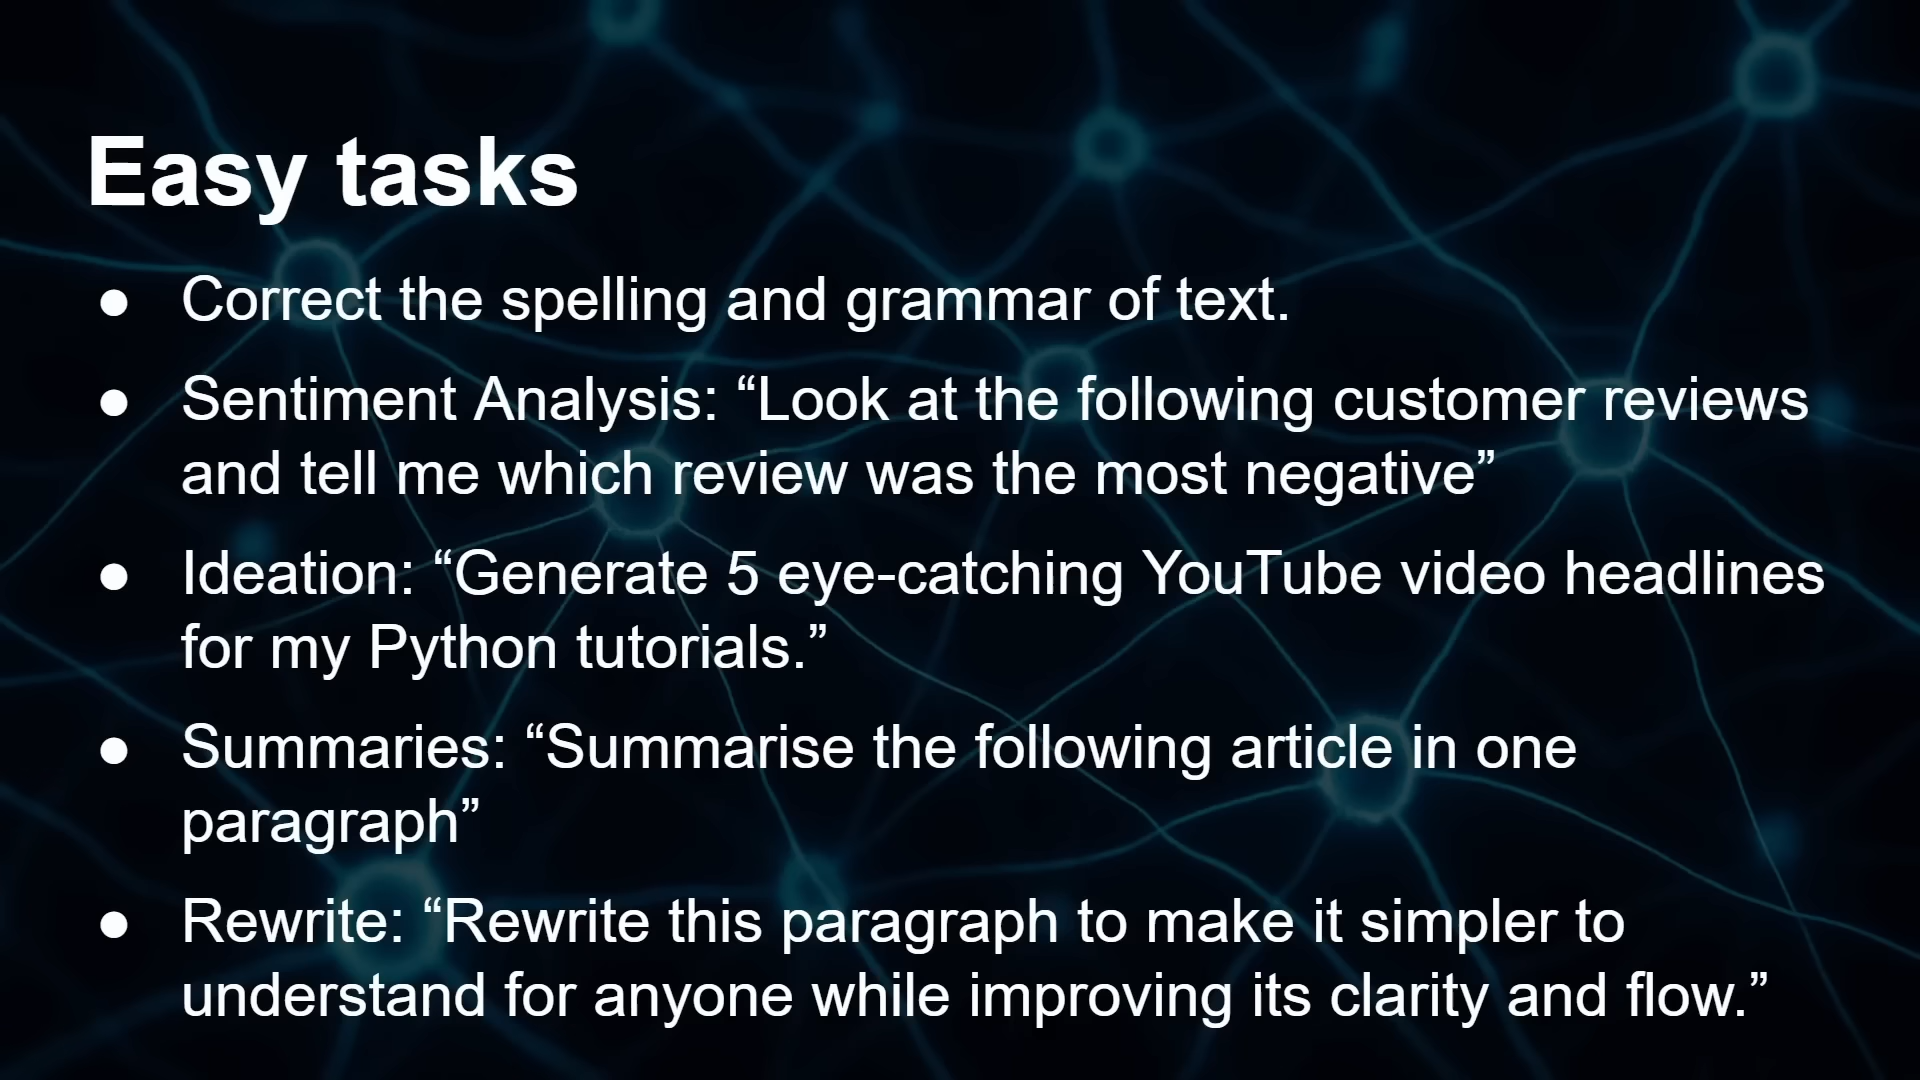 Easy tasks
● Correct the spelling and grammar of text.
● Sentiment Analysis: “Look at the following customer reviews
and tell me which review was the most negative”
● Ideation: “Generate 5 eye-catching YouTube video headlines
for my Python tutorials.”
● Summaries: “Summarise the following article in one
paragraph”
● Rewrite: “Rewrite this paragraph to make it simpler to
understand for anyone while improving its clarity and flow.”